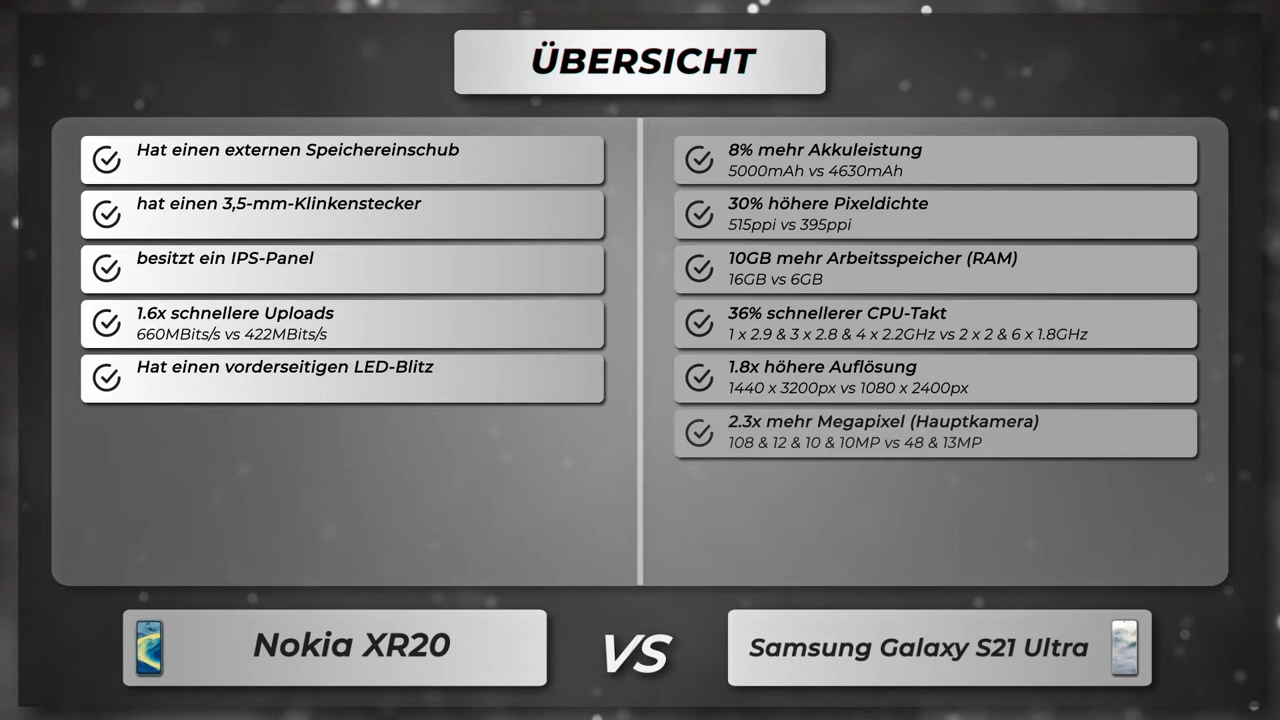 ÜBERSICHT
Hat einen externen Speichereinschub
hat einen 3,5-mm-Klinkenstecker
besitzt ein IPS-Panel
1.6x schnellere Uploads
660MBits/s vs 422MBits/s
Hat einen vorderseitigen LED-Blitz
8% mehr Akkuleistung
5000mAh vs 4630mAh
30% höhere Pixeldichte
515ppi vs 395ppi
10GB mehr Arbeitsspeicher (RAM)
16GB vs 6GB
36% schnellerer CPU-Takt
1 x 2.9 & 3 x 2.8 & 4 x 2.2GHz vs 2 x 2 & 6 x 1.8GHz
1.8x höhere Auflösung
1440 x 3200px vs 1080 x 2400px
2.3x mehr Megapixel (Hauptkamera)
108 & 12 & 10 & 10MP vs 48 & 13MP
Nokia XR20
VS
Samsung Galaxy S21 Ultra